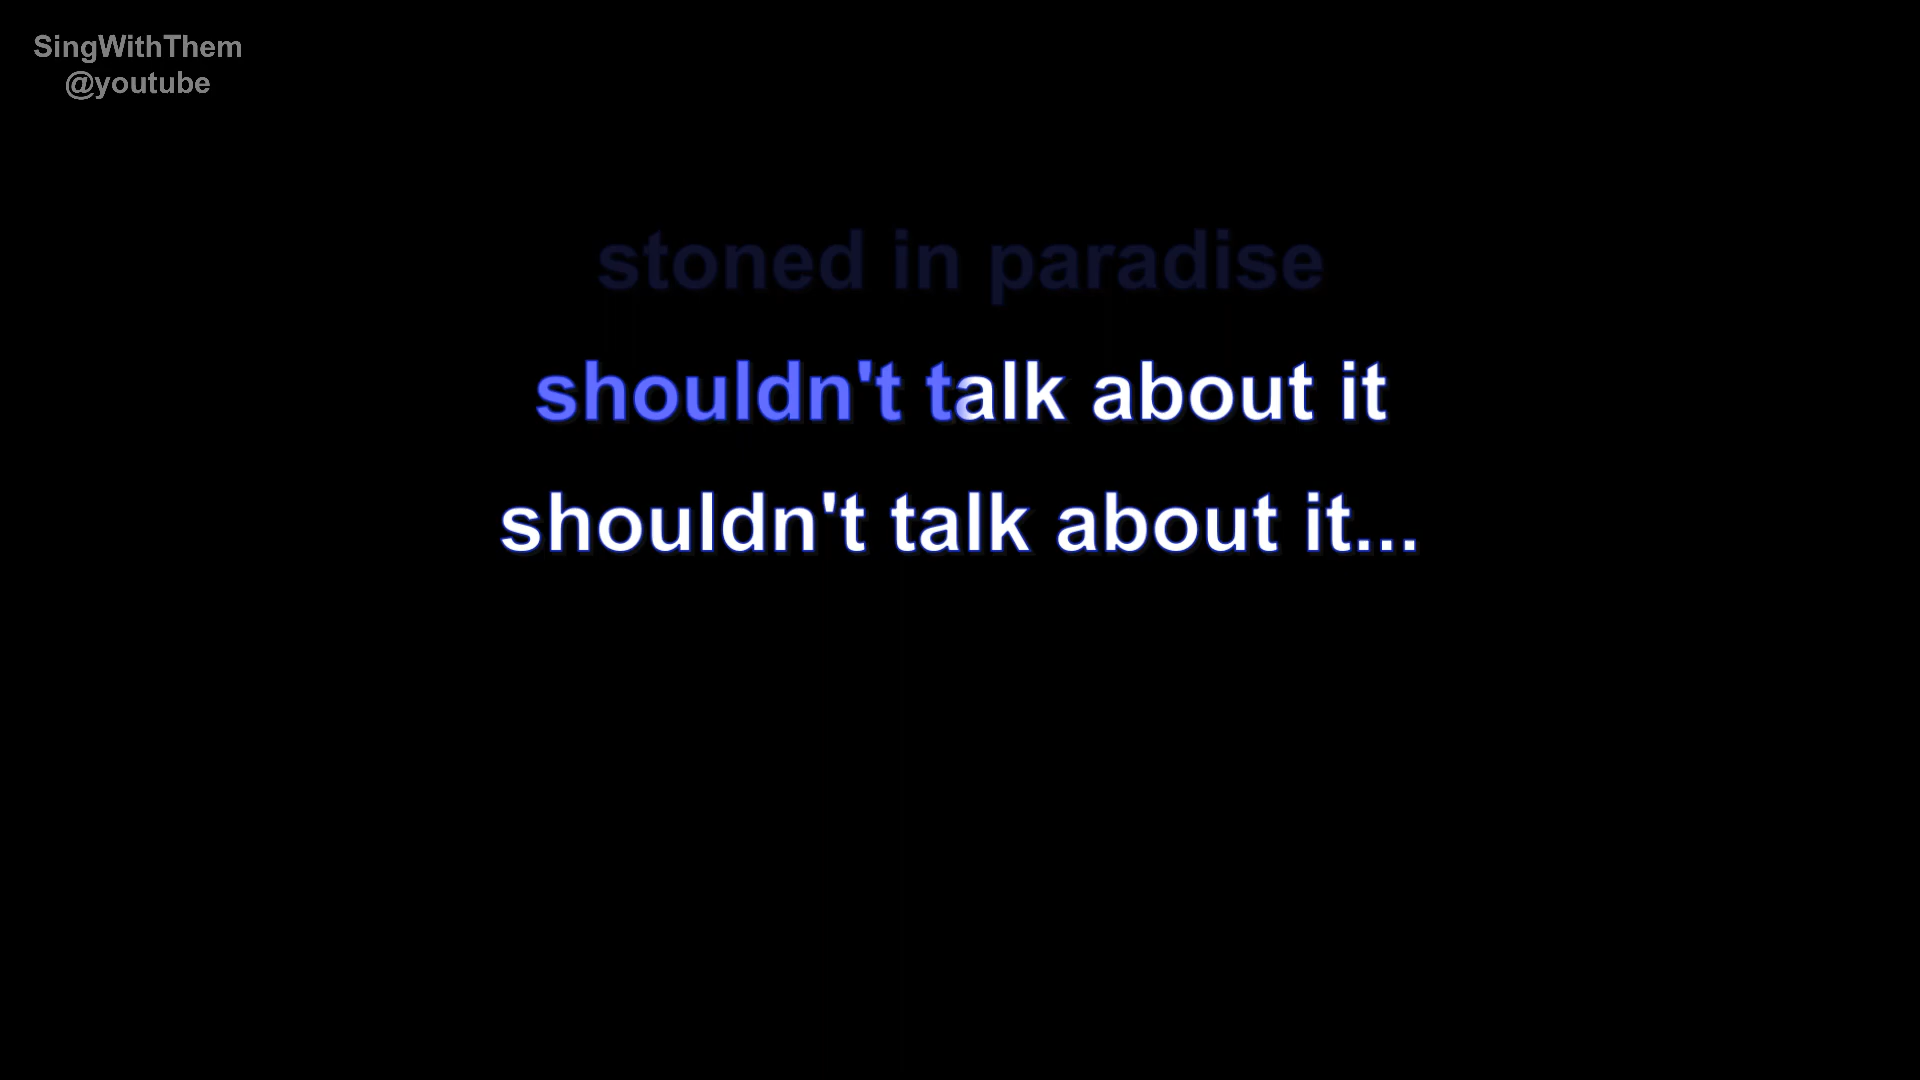 SingWithThem
@youtube
stoned in paradise
shouldn't talk about it
shouldn't talk about it...